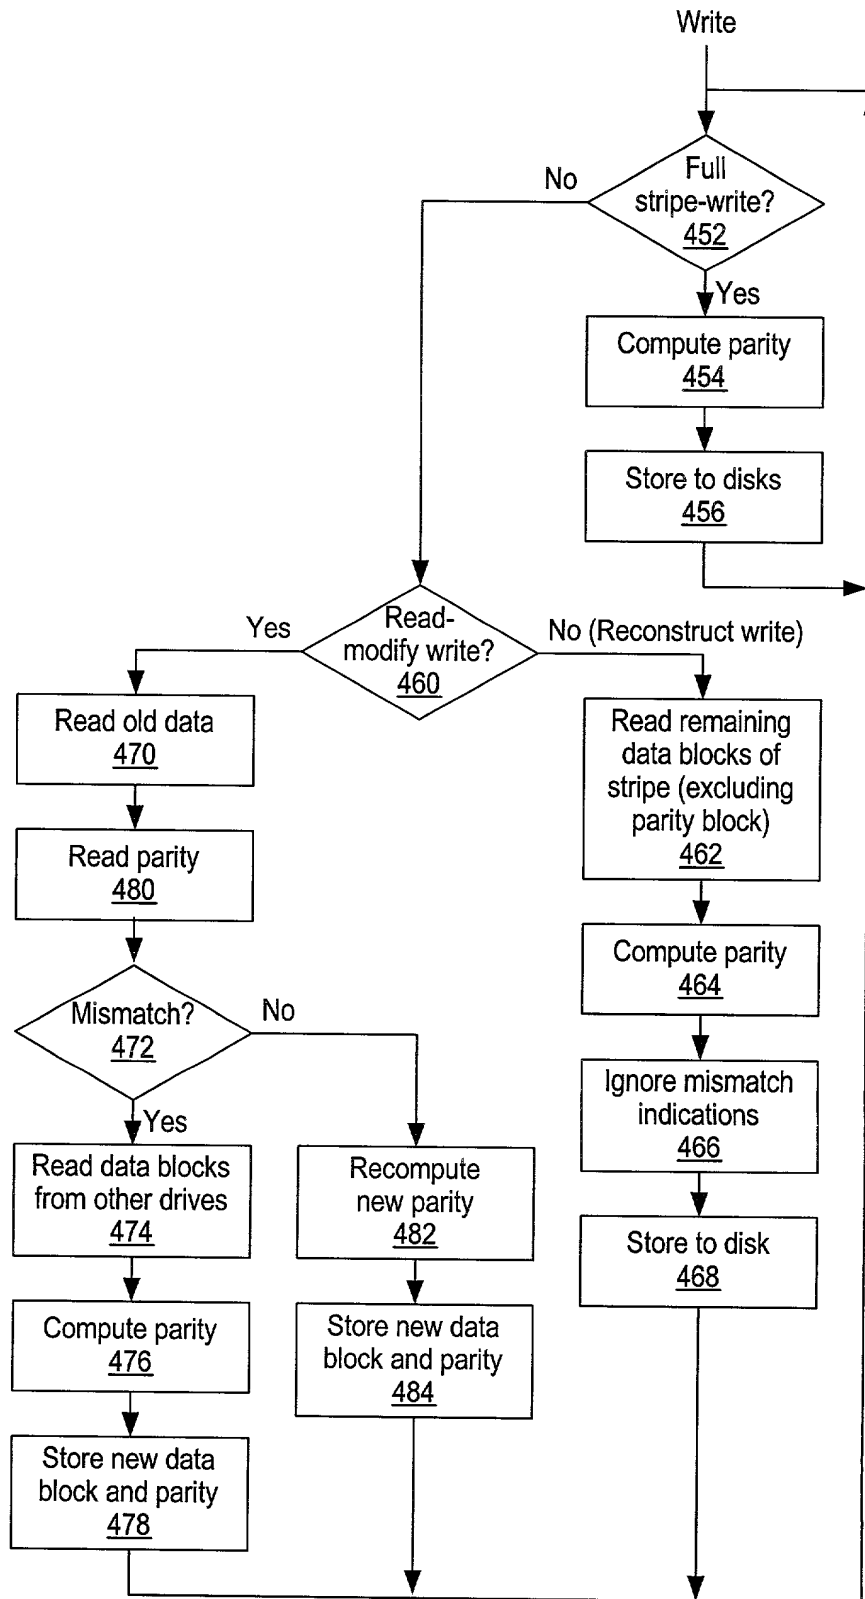 Write
Full
stripe-write?
452
No
Yes
Compute parity
454
Store to disks
456
Read-
modify write?
460
Yes
No (Reconstruct write)
Read old data
470
Read parity
480
Mismatch?
472
No
Yes
Read data blocks
from other drives
474
Compute parity
476
Store new data
block and parity
478
Recompute
new parity
482
Store new data
block and parity
484
Read remaining
data blocks of
stripe (excluding
parity block)
462
Compute parity
464
Ignore mismatch
indications
466
Store to disk
468